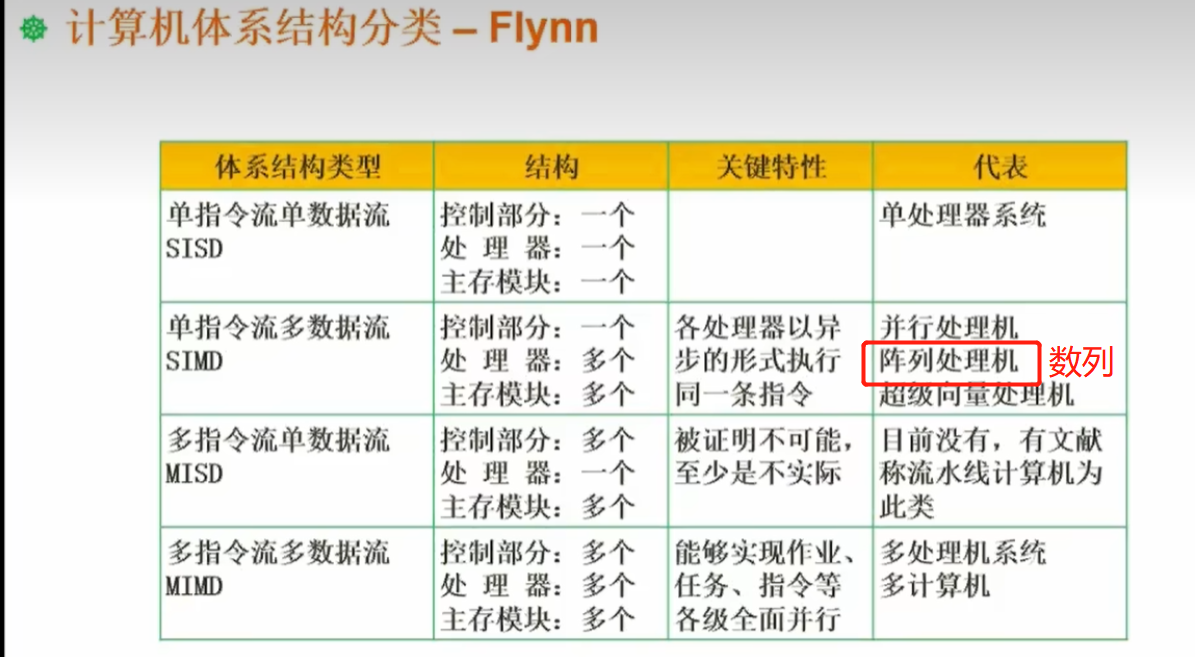 计算机体系结构分类 – Flynn
体系结构类型 结构 关键特性 代表
单指令流单数据流 控制部分：一个 单处理器系统
SISD 处 理 器：一个
主存模块：一个
单指令流多数据流 控制部分：一个 各处理器以异 并行处理机
SIMD 处 理 器：多个 步的形式执行 阵列处理机 数列
主存模块：多个 同一条指令 超级向量处理机
多指令流单数据流 控制部分：多个 被证明不可能， 目前没有，有文献
MISD 处 理 器：一个 至少是不实际 称流水线计算机为
主存模块：多个 此类
多指令流多数据流 控制部分：多个 能够实现作业、 多处理机系统
MIMD 处 理 器：多个 任务、指令等 多计算机
主存模块：多个 各级全面并行